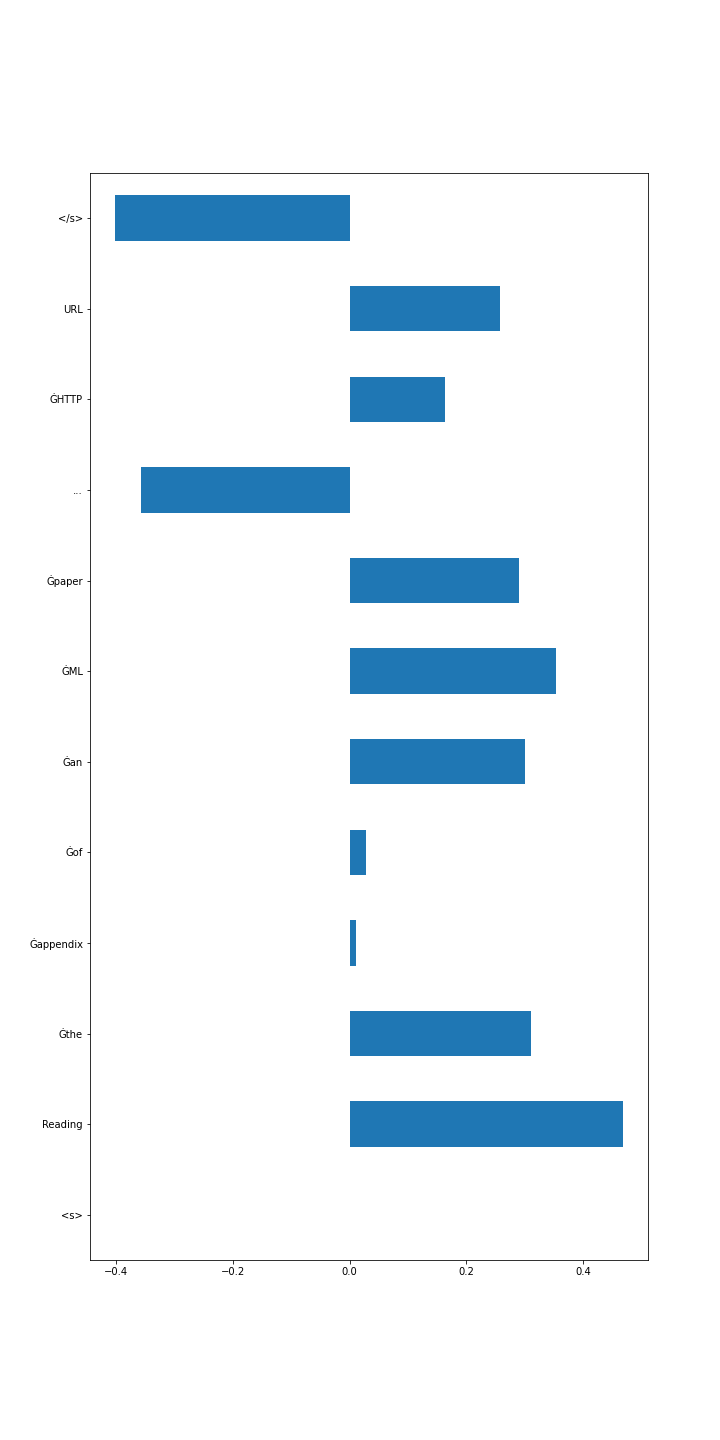 </s>
URL
ĠHTTP
...
Ġpaper
ĠML
Ġan
Ġof
Ġappendix
Ġthe
Reading
<s>
−0.4 −0.2 0.0 0.2 0.4